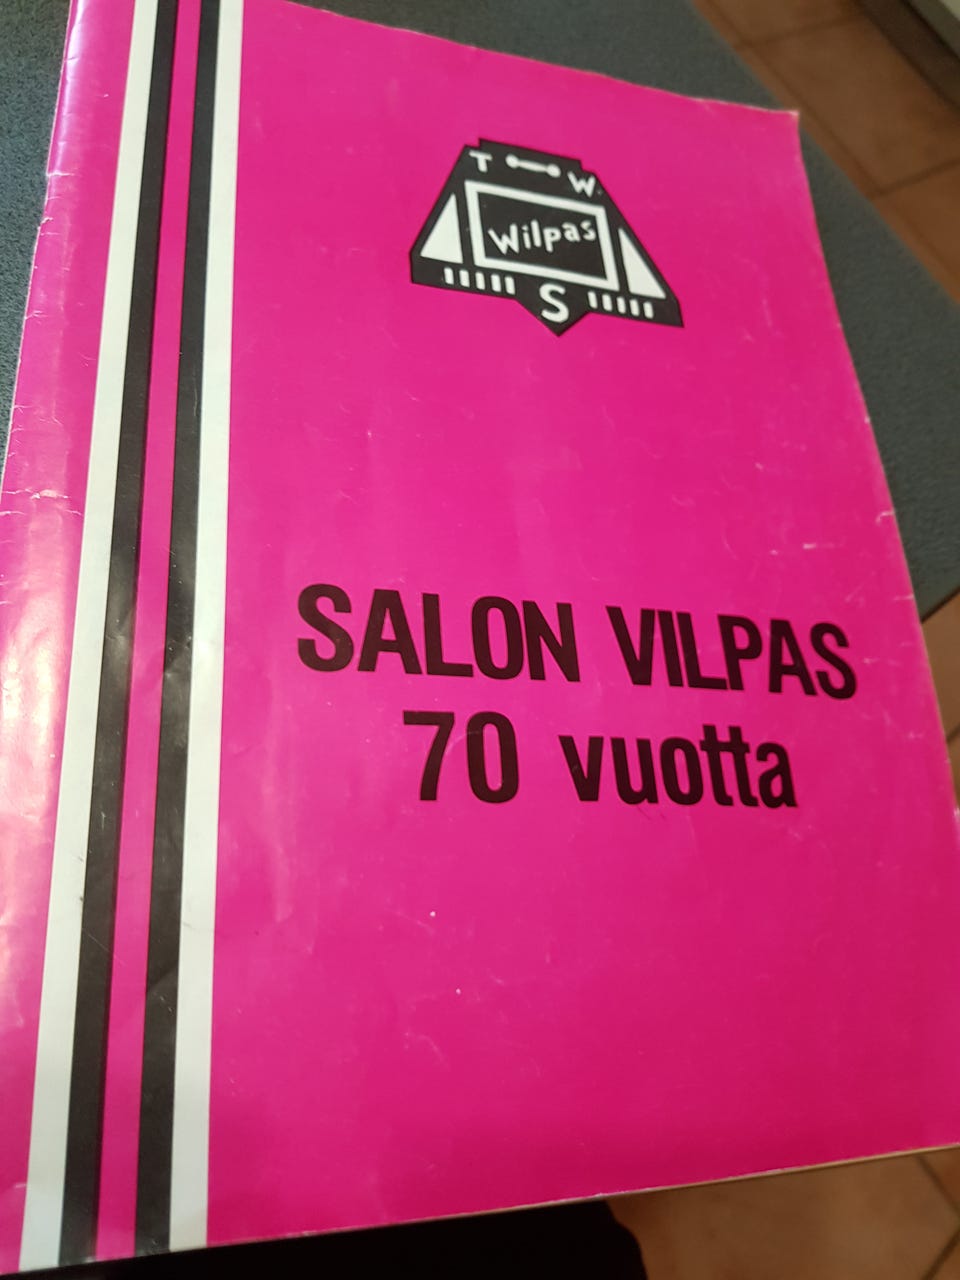 T W
Wilpas
S
SALON VILPAS
70 vuotta